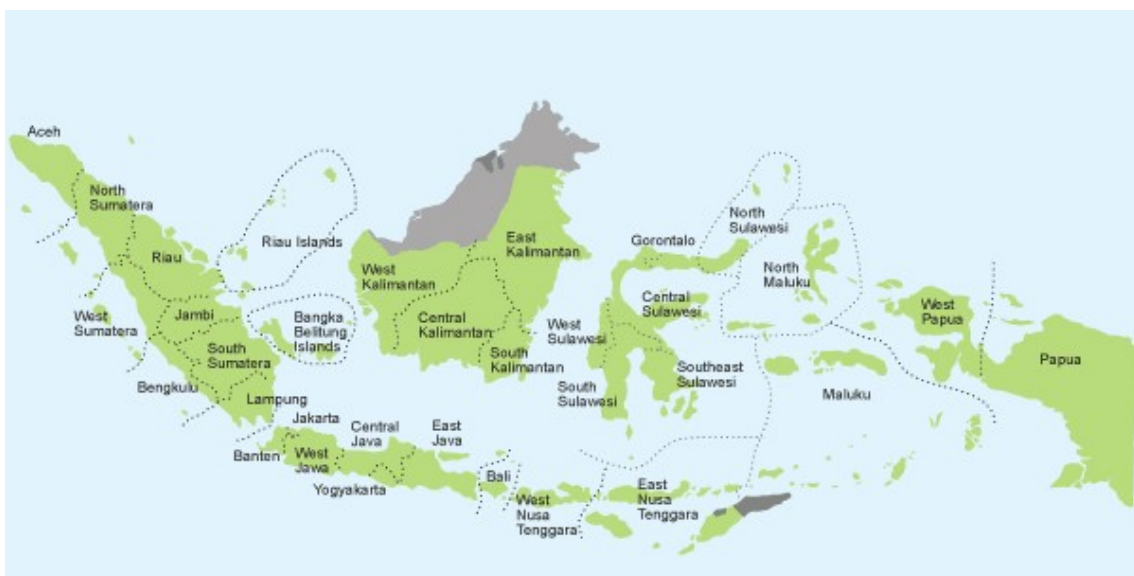 Aceh
North
Sumatera
Riau
Riau Islands
West
Sumatera
Jambi
Bangka
Belitung
Islands
South
Sumatera
Bengkulu
Lampung
Jakarta
Banten
West
Jawa
Central
Java
Yogyakarta
East
Java
Bali
West
Nusa
Tenggara
East
Nusa
Tenggara
West
Kalimantan
Central
Kalimantan
East
Kalimantan
South
Kalimantan
Gorontalo
North
Sulawesi
Central
Sulawesi
West
Sulawesi
South
Sulawesi
Southeast
Sulawesi
North
Maluku
Maluku
West
Papua
Papua